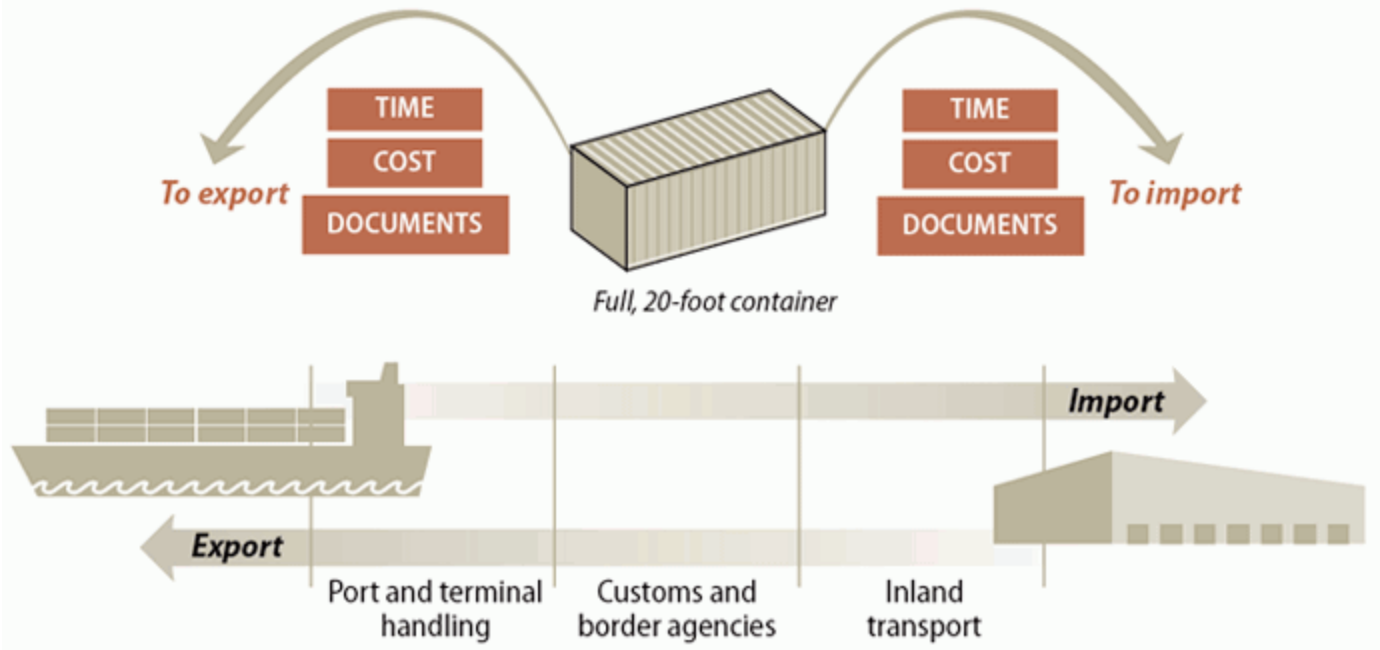 TIME
COST
DOCUMENTS
To export
TIME
COST
DOCUMENTS
To import
Full, 20-foot container
Import
Export
Port and terminal
handling
Customs and
border agencies
Inland
transport